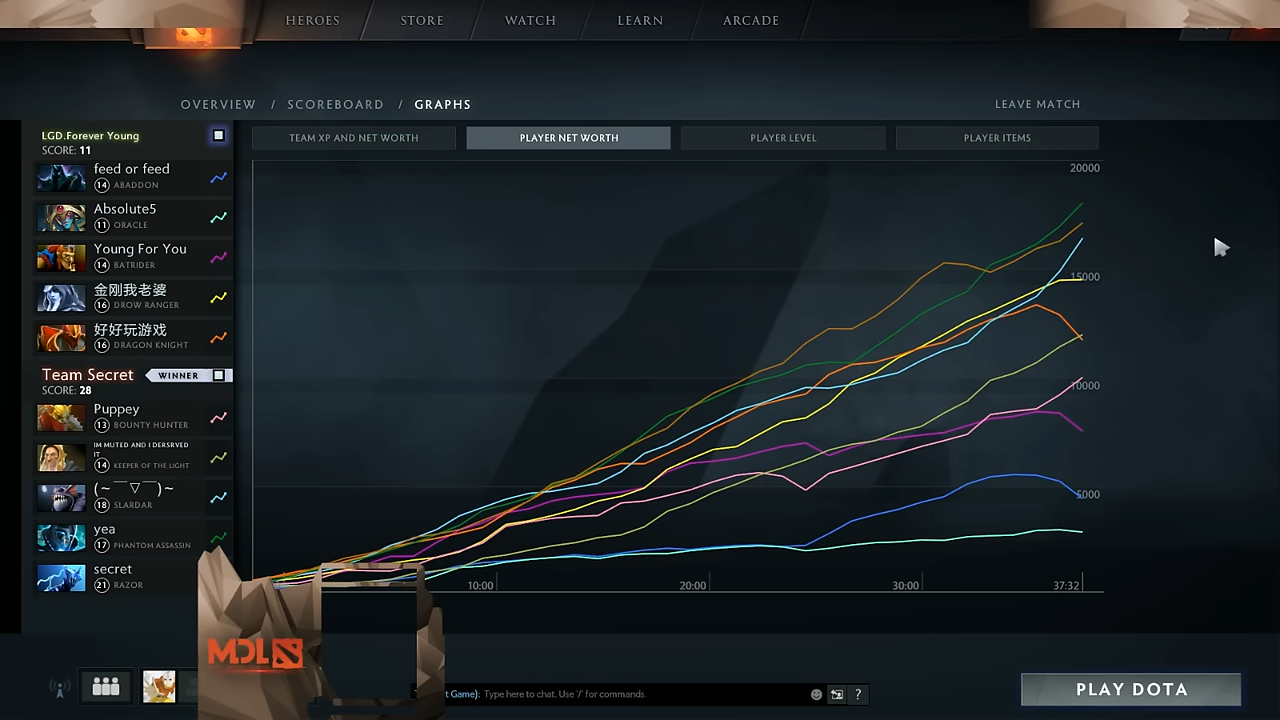 HEROES
STORE
WATCH
LEARN
ARCADE
OVERVIEW / SCOREBOARD / GRAPHS
LEAVE MATCH
LGD.Forever Young
SCORE: 11
TEAM XP AND NET WORTH
PLAYER NET WORTH
PLAYER LEVEL
PLAYER ITEMS
feed or feed
14 ABADDON
Absolute5
11 ORACLE
Young For You
14 BATRIDER
金刚我老婆
16 DROW RANGER
好好玩游戏
16 DRAGON KNIGHT
Team Secret
WINNER
SCORE: 28
Puppey
13 BOUNTY HUNTER
IM MUTED AND I DERSRVED
IT
14 KEEPER OF THE LIGHT
(~￣▽￣)~
18 SLARDAR
yea
17 PHANTOM ASSASSIN
secret
21 RAZOR
20000
15000
10000
5000
10:00
20:00
30:00
37:32
MDL
t Game): Type here to chat. Use '/' for commands.
?
PLAY DOTA